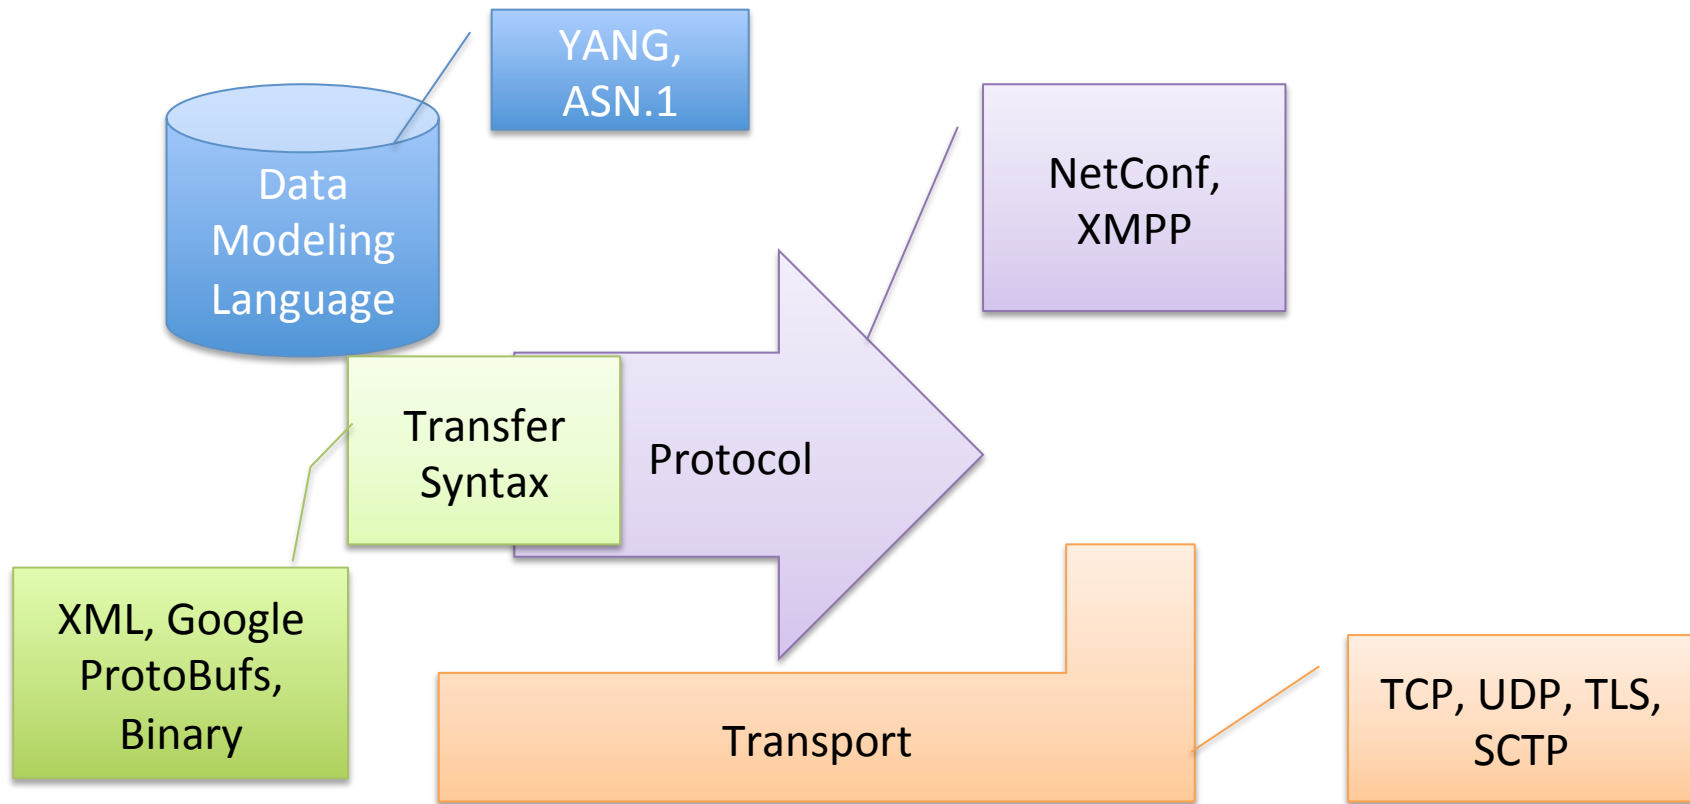 YANG,
ASN.1
Data
Modeling
Language
NetConf,
XMPP
Transfer
Syntax
Protocol
XML, Google
ProtoBufs,
Binary
Transport
TCP, UDP, TLS,
SCTP